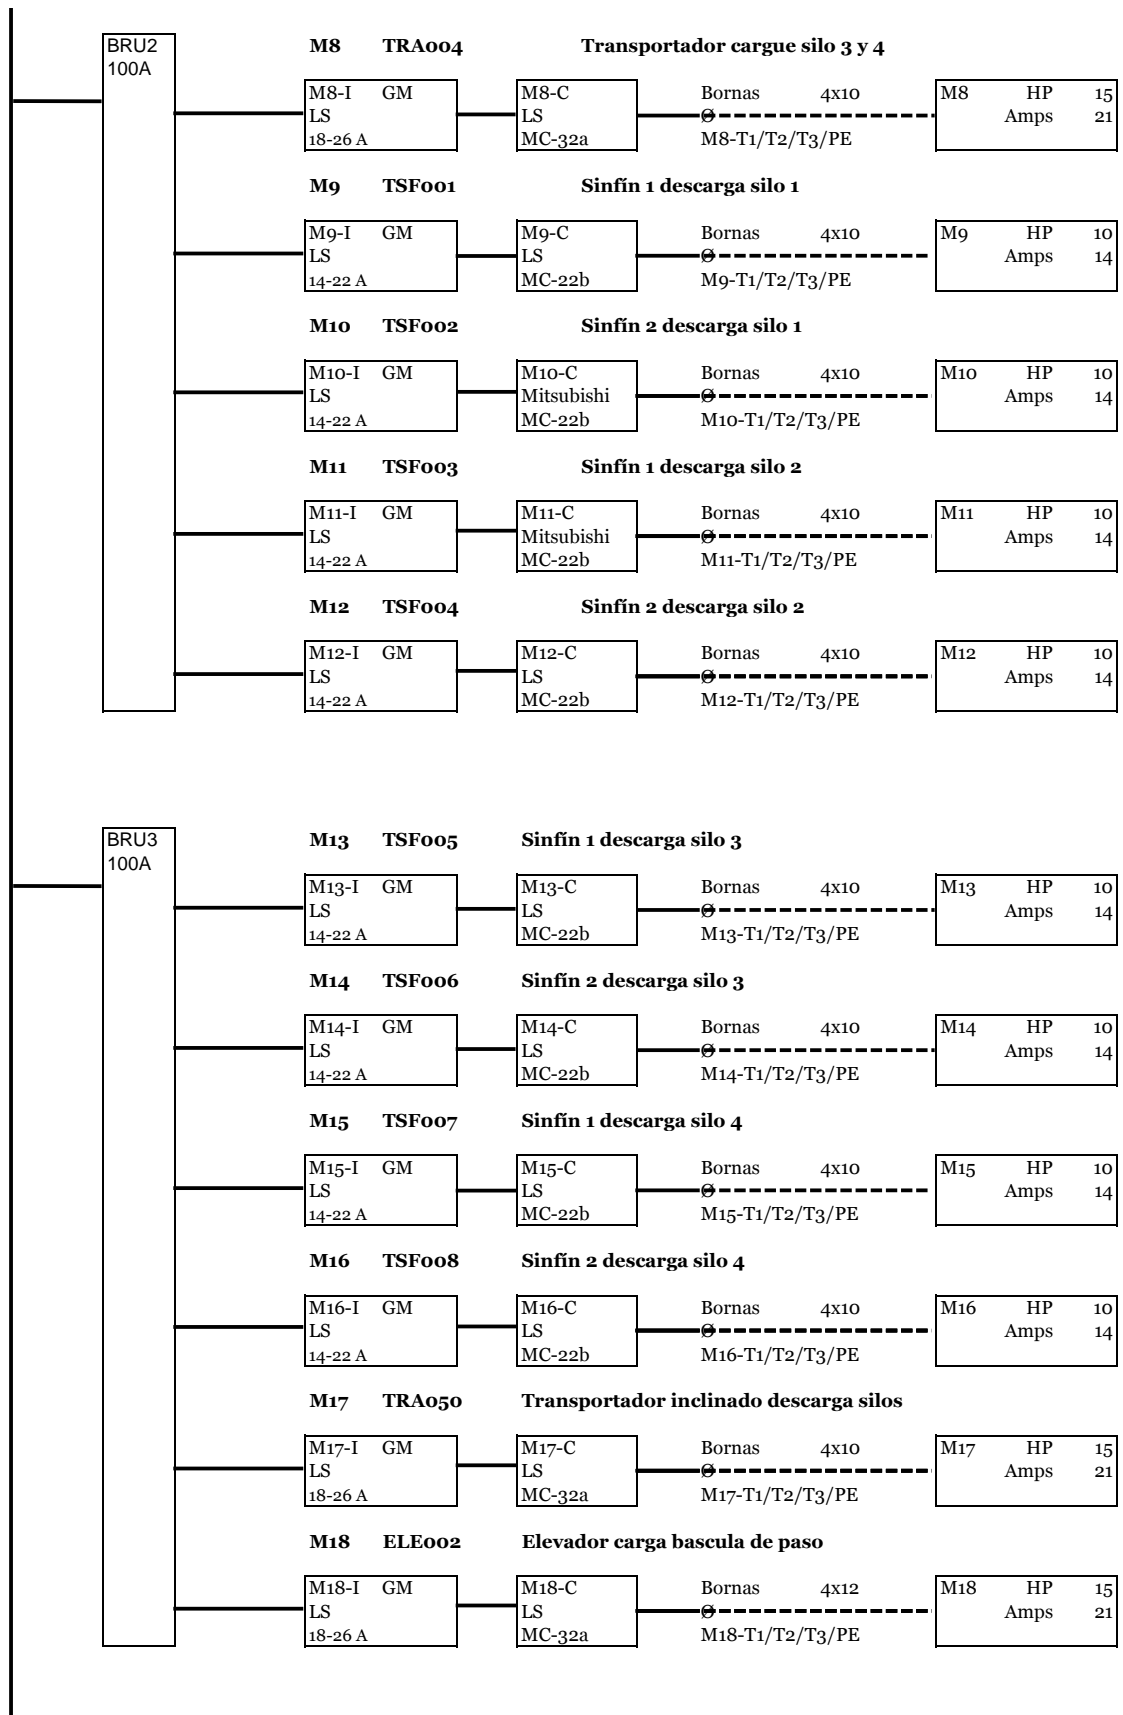 BRU2
100A
M8 TRA004 Transportador cargue silo 3 y 4
M8-I GM M8-C Bornas 4x10 M8 HP 15
LS LS Ø Amps 21
18-26 A MC-32a M8-T1/T2/T3/PE
M9 TSF001 Sinfín 1 descarga silo 1
M9-I GM M9-C Bornas 4x10 M9 HP 10
LS LS Ø Amps 14
14-22 A MC-22b M9-T1/T2/T3/PE
M10 TSF002 Sinfín 2 descarga silo 1
M10-I GM M10-C Bornas 4x10 M10 HP 10
LS Mitsubishi Ø Amps 14
14-22 A MC-22b M10-T1/T2/T3/PE
M11 TSF003 Sinfín 1 descarga silo 2
M11-I GM M11-C Bornas 4x10 M11 HP 10
LS Mitsubishi Ø Amps 14
14-22 A MC-22b M11-T1/T2/T3/PE
M12 TSF004 Sinfín 2 descarga silo 2
M12-I GM M12-C Bornas 4x10 M12 HP 10
LS LS Ø Amps 14
14-22 A MC-22b M12-T1/T2/T3/PE
BRU3
100A
M13 TSF005 Sinfín 1 descarga silo 3
M13-I GM M13-C Bornas 4x10 M13 HP 10
LS LS Ø Amps 14
14-22 A MC-22b M13-T1/T2/T3/PE
M14 TSF006 Sinfín 2 descarga silo 3
M14-I GM M14-C Bornas 4x10 M14 HP 10
LS LS Ø Amps 14
14-22 A MC-22b M14-T1/T2/T3/PE
M15 TSF007 Sinfín 1 descarga silo 4
M15-I GM M15-C Bornas 4x10 M15 HP 10
LS LS Ø Amps 14
14-22 A MC-22b M15-T1/T2/T3/PE
M16 TSF008 Sinfín 2 descarga silo 4
M16-I GM M16-C Bornas 4x10 M16 HP 10
LS LS Ø Amps 14
14-22 A MC-22b M16-T1/T2/T3/PE
M17 TRA050 Transportador inclinado descarga silos
M17-I GM M17-C Bornas 4x10 M17 HP 15
LS LS Ø Amps 21
18-26 A MC-32a M17-T1/T2/T3/PE
M18 ELE002 Elevador carga bascula de paso
M18-I GM M18-C Bornas 4x12 M18 HP 15
LS LS Ø Amps 21
18-26 A MC-32a M18-T1/T2/T3/PE